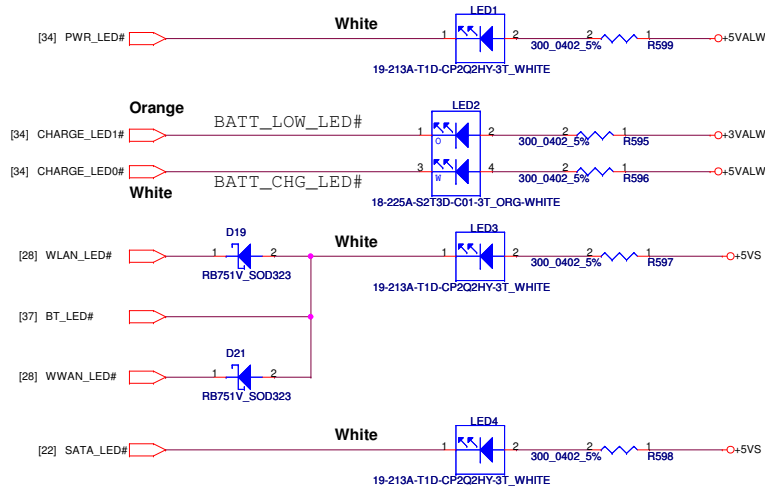 LED1
White
[34] PWR_LED# 1 2 2 1 +5VALW
300_0402_5% R599
19-213A-T1D-CP2Q2HY-3T_WHITE
Orange
LED2
BATT_LOW_LED#
[34] CHARGE_LED1# 1 2 2 1 +3VALW
O 300_0402_5% R595
[34] CHARGE_LED0# 3 4 2 1 +5VALW
W 300_0402_5% R596
White
BATT_CHG_LED#
18-225A-S2T3D-C01-3T_ORG-WHITE
D19 White LED3
[28] WLAN_LED# 1 2 1 2 2 1 +5VS
300_0402_5% R597
RB751V_SOD323
19-213A-T1D-CP2Q2HY-3T_WHITE
[37] BT_LED#
D21
[28] WWAN_LED# 1 2
RB751V_SOD323
LED4
White
[22] SATA_LED# 1 2 2 1 +5VS
300_0402_5% R598
19-213A-T1D-CP2Q2HY-3T_WHITE